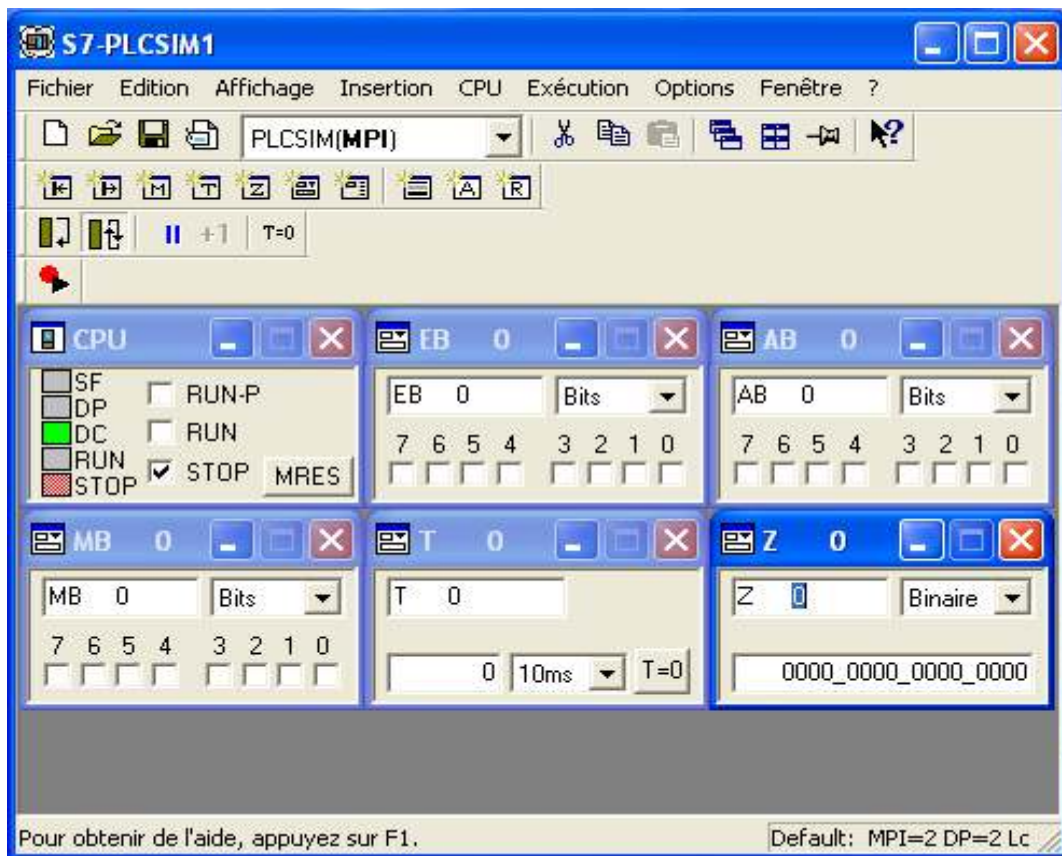 S7-PLCSIM1
Fichier Edition Affichage Insertion CPU Exécution Options Fenêtre ?
PLCSIM(MPI)
M T Z A R
+1 T=0
CPU
SF
DP
DC
RUN
STOP
RUN-P
RUN
STOP
MRES
EB 0
EB 0 Bits
7 6 5 4 3 2 1 0
AB 0
AB 0 Bits
7 6 5 4 3 2 1 0
MB 0
MB 0 Bits
7 6 5 4 3 2 1 0
T 0
T 0
0 10ms T=0
Z 0
Z 0 Binaire
0000_0000_0000_0000
Pour obtenir de l'aide, appuyez sur F1.
Default: MPI=2 DP=2 Lc